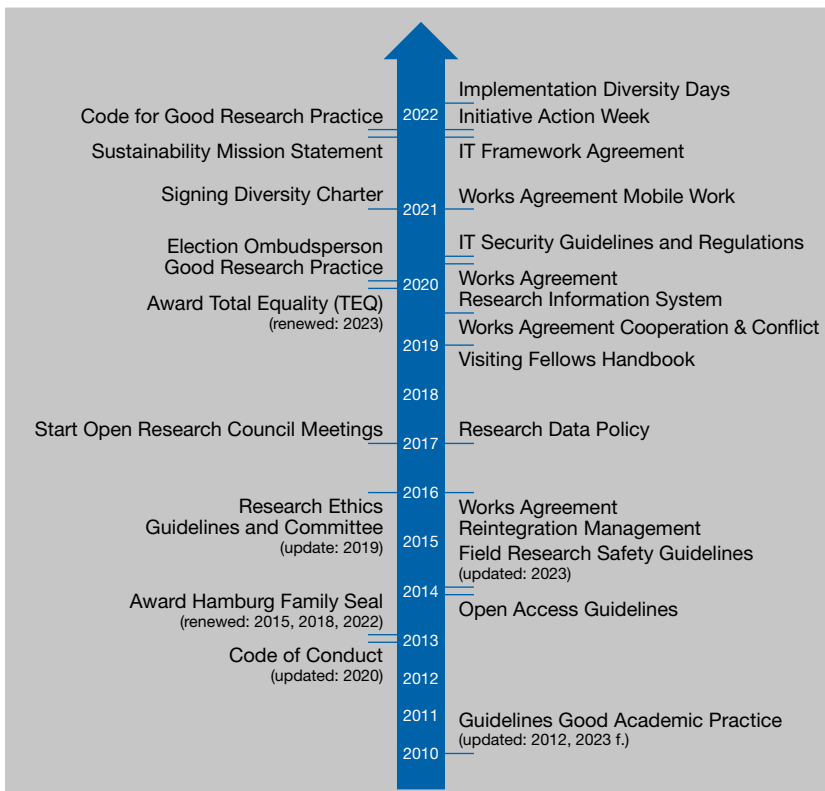 Implementation Diversity Days
2022
Code for Good Research Practice
Initiative Action Week
Sustainability Mission Statement
IT Framework Agreement
Signing Diversity Charter
Works Agreement Mobile Work
2021
IT Security Guidelines and Regulations
Election Ombudsperson
Good Research Practice
2020
Works Agreement
Research Information System
Award Total Equality (TEQ)
(renewed: 2023)
Works Agreement Cooperation & Conflict
2019
Visiting Fellows Handbook
2018
Start Open Research Council Meetings
Research Data Policy
2017
2016
Research Ethics
Guidelines and Committee
(update: 2019)
Works Agreement
Reintegration Management
2015
Field Research Safety Guidelines
(updated: 2023)
2014
Award Hamburg Family Seal
(renewed: 2015, 2018, 2022)
Open Access Guidelines
2013
Code of Conduct
(updated: 2020)
2012
2011
Guidelines Good Academic Practice
(updated: 2012, 2023 f.)
2010